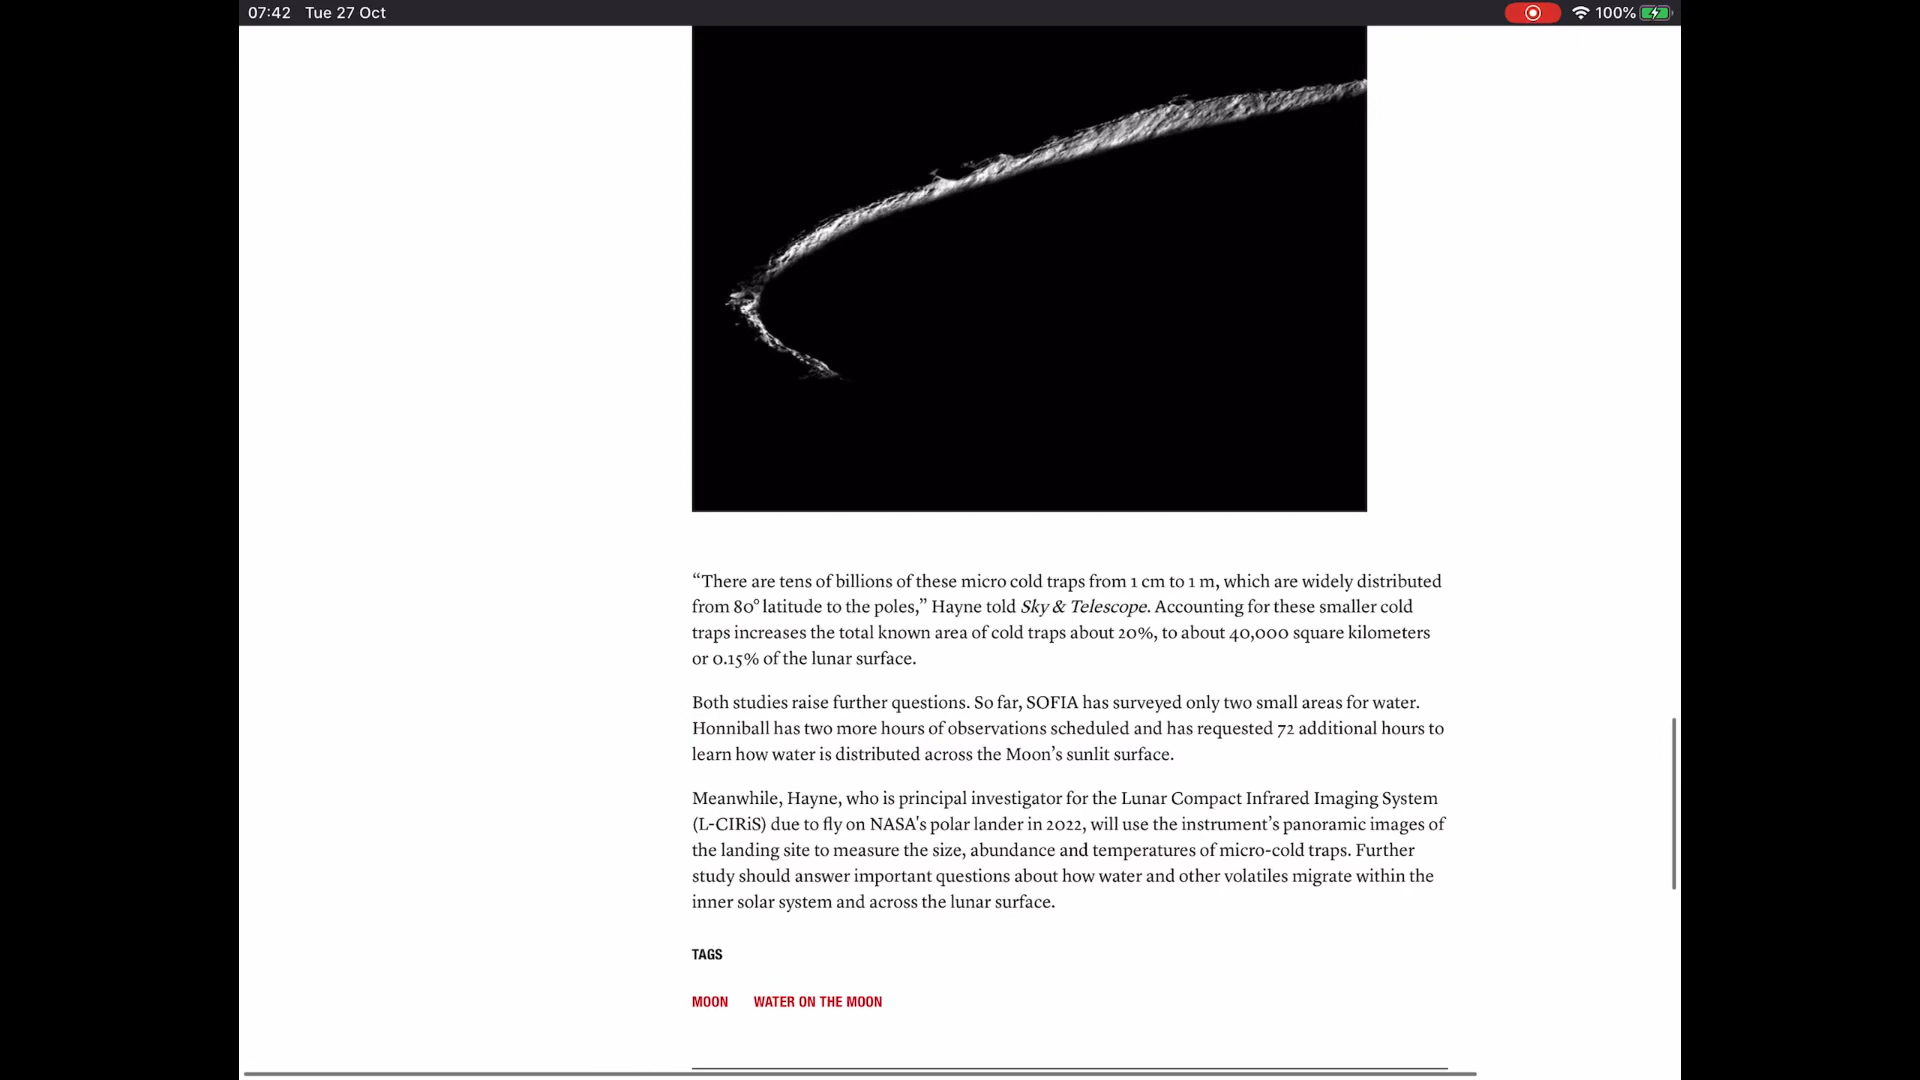 07:42 Tue 27 Oct
100%
“There are tens of billions of these micro cold traps from 1 cm to 1 m, which are widely distributed
from 80° latitude to the poles,” Hayne told Sky & Telescope. Accounting for these smaller cold
traps increases the total known area of cold traps about 20%, to about 40,000 square kilometers
or 0.15% of the lunar surface.
Both studies raise further questions. So far, SOFIA has surveyed only two small areas for water.
Honniball has two more hours of observations scheduled and has requested 72 additional hours to
learn how water is distributed across the Moon’s sunlit surface.
Meanwhile, Hayne, who is principal investigator for the Lunar Compact Infrared Imaging System
(L-CIRiS) due to fly on NASA's polar lander in 2022, will use the instrument’s panoramic images of
the landing site to measure the size, abundance and temperatures of micro-cold traps. Further
study should answer important questions about how water and other volatiles migrate within the
inner solar system and across the lunar surface.
TAGS
MOON WATER ON THE MOON